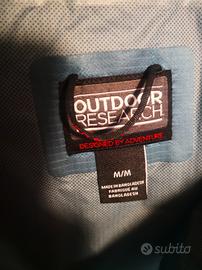 OUTDOOR
RESEARCH
DESIGNED BY ADVENTURE
M/M
MADE IN BANGLADESH
FABRIQUÉ AU
BANGLADESH
subito